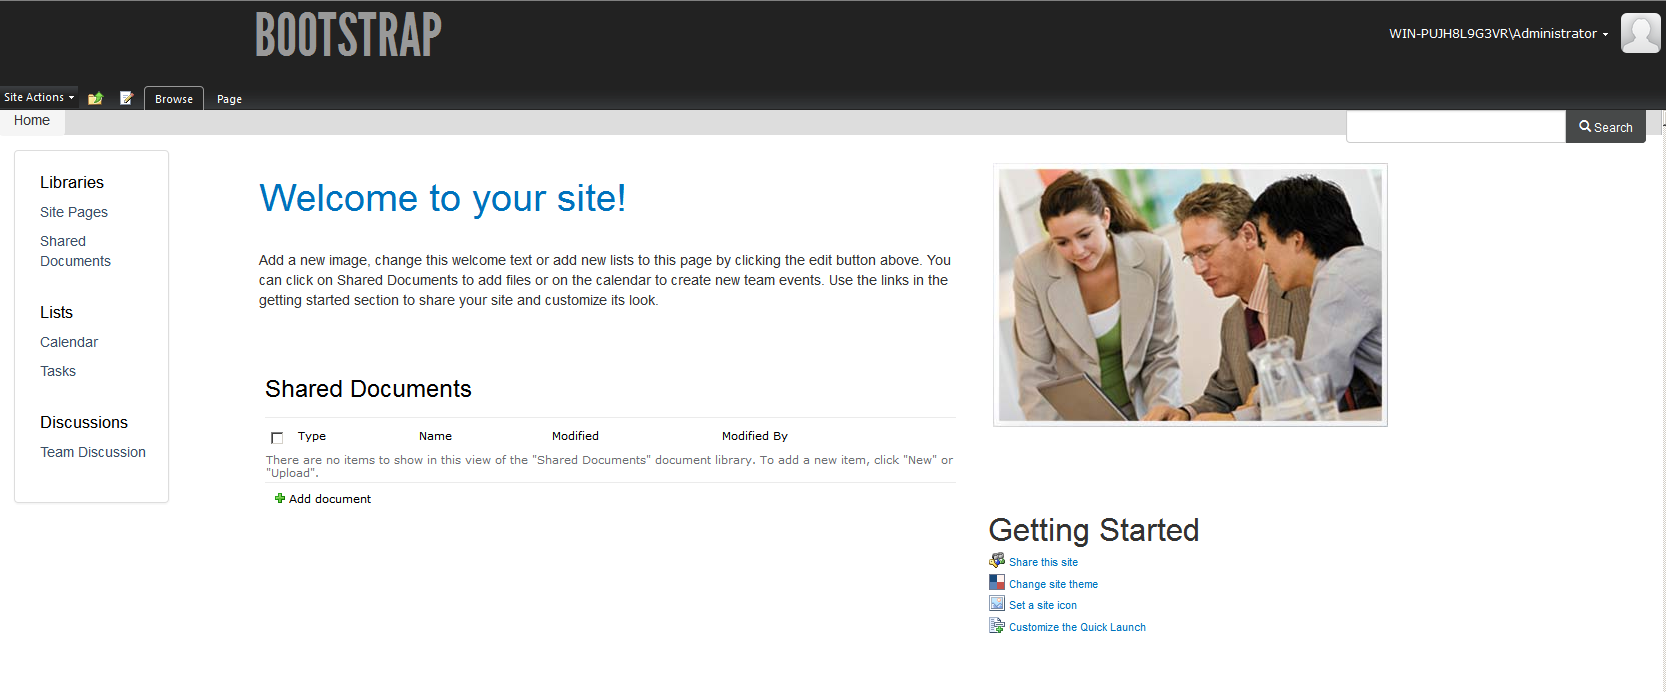 BOOTSTRAP
WIN-PUJH8L9G3VR\Administrator
Site Actions
Browse
Page
Home
Search
Libraries
Site Pages
Shared
Documents
Lists
Calendar
Tasks
Discussions
Team Discussion
Welcome to your site!
Add a new image, change this welcome text or add new lists to this page by clicking the edit button above. You
can click on Shared Documents to add files or on the calendar to create new team events. Use the links in the
getting started section to share your site and customize its look.
Shared Documents
Type Name Modified Modified By
There are no items to show in this view of the "Shared Documents" document library. To add a new item, click "New" or
"Upload".
Add document
Getting Started
Share this site
Change site theme
Set a site icon
Customize the Quick Launch